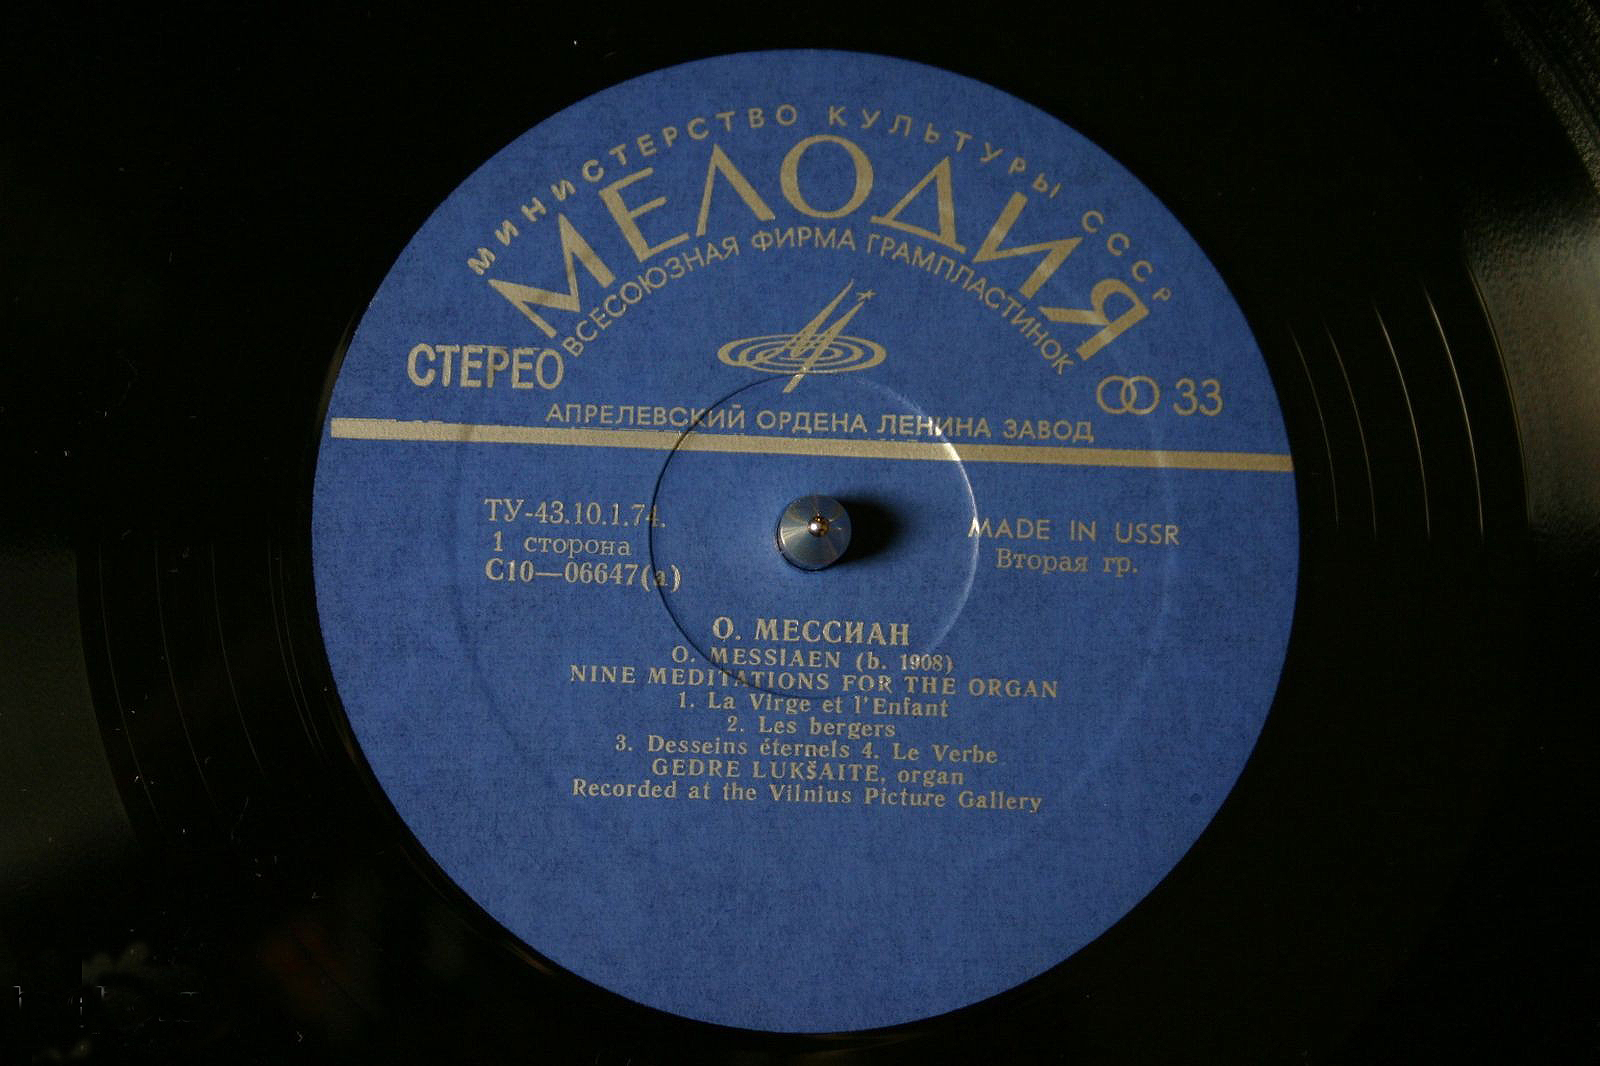 МИНИСТЕРСТВО КУЛЬТУРЫ СССР
МЕЛОДИЯ
ВСЕСОЮЗНАЯ ФИРМА ГРАМПЛАСТИНОК
СТЕРЕО
33
АПРЕЛЕВСКИЙ ОРДЕНА ЛЕНИНА ЗАВОД
ТУ-43.10.1.74.
1 сторона
С10—06647(а)
MADE IN USSR
Вторая гр.
О. МЕССИАН
O. MESSIAEN (b. 1908)
NINE MEDITATIONS FOR THE ORGAN
1. La Virge et l'Enfant
2. Les bergers
3. Desseins éternels 4. Le Verbe
GEDRE LUKŠAITE, organ
Recorded at the Vilnius Picture Gallery